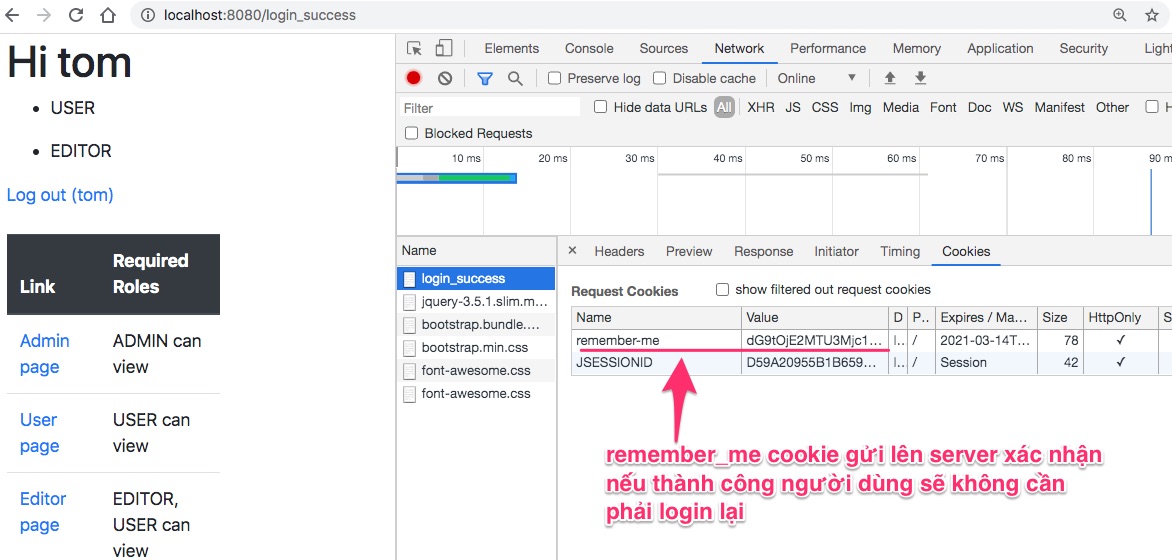 localhost:8080/login_success
Hi tom
• USER
• EDITOR
Log out (tom)
Link Required Roles
Admin page ADMIN can view
User page USER can view
Editor page EDITOR, USER can view
Elements Console Sources Network Performance Memory Application Security Ligh
Preserve log Disable cache Online
Filter Hide data URLs All XHR JS CSS Img Media Font Doc WS Manifest Other H
Blocked Requests
10 ms 20 ms 30 ms 40 ms 50 ms 60 ms 70 ms 80 ms 90 m
Name
login_success
jquery-3.5.1.slim.m...
bootstrap.bundle....
bootstrap.min.css
font-awesome.css
font-awesome.css
× Headers Preview Response Initiator Timing Cookies
Request Cookies show filtered out request cookies
Name Value D P.. Expires / Ma... Size HttpOnly S
remember-me dG9tOjE2MTU3Mjc1... l.. / 2021-03-14T... 78 ✓
JSESSIONID D59A20955B1B659... l.. / Session 42 ✓
remember_me cookie gửi lên server xác nhận
nếu thành công người dùng sẽ không cần
phải login lại